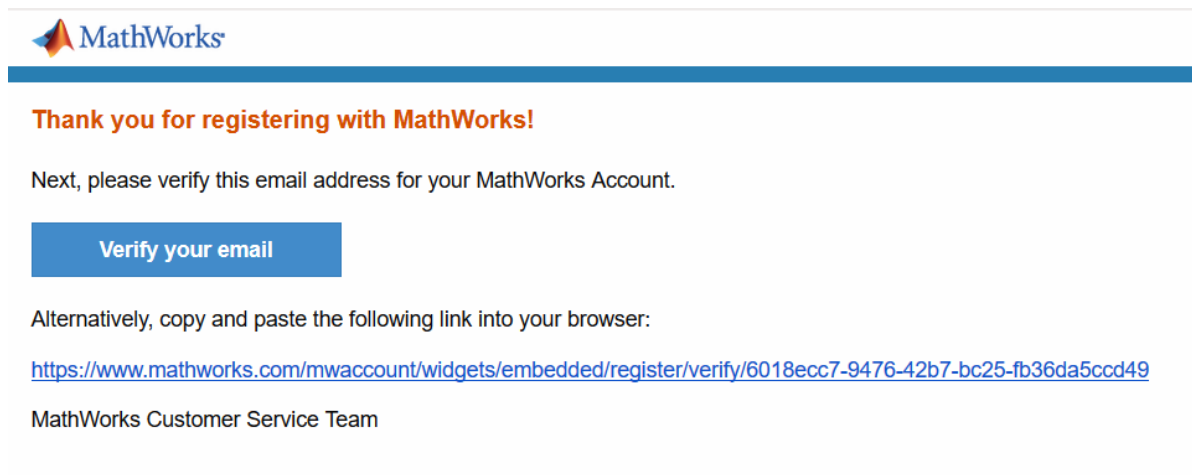 MathWorks®
Thank you for registering with MathWorks!
Next, please verify this email address for your MathWorks Account.
Verify your email
Alternatively, copy and paste the following link into your browser:
https://www.mathworks.com/mwaccount/widgets/embedded/register/verify/6018ecc7-9476-42b7-bc25-fb36da5ccd49
MathWorks Customer Service Team